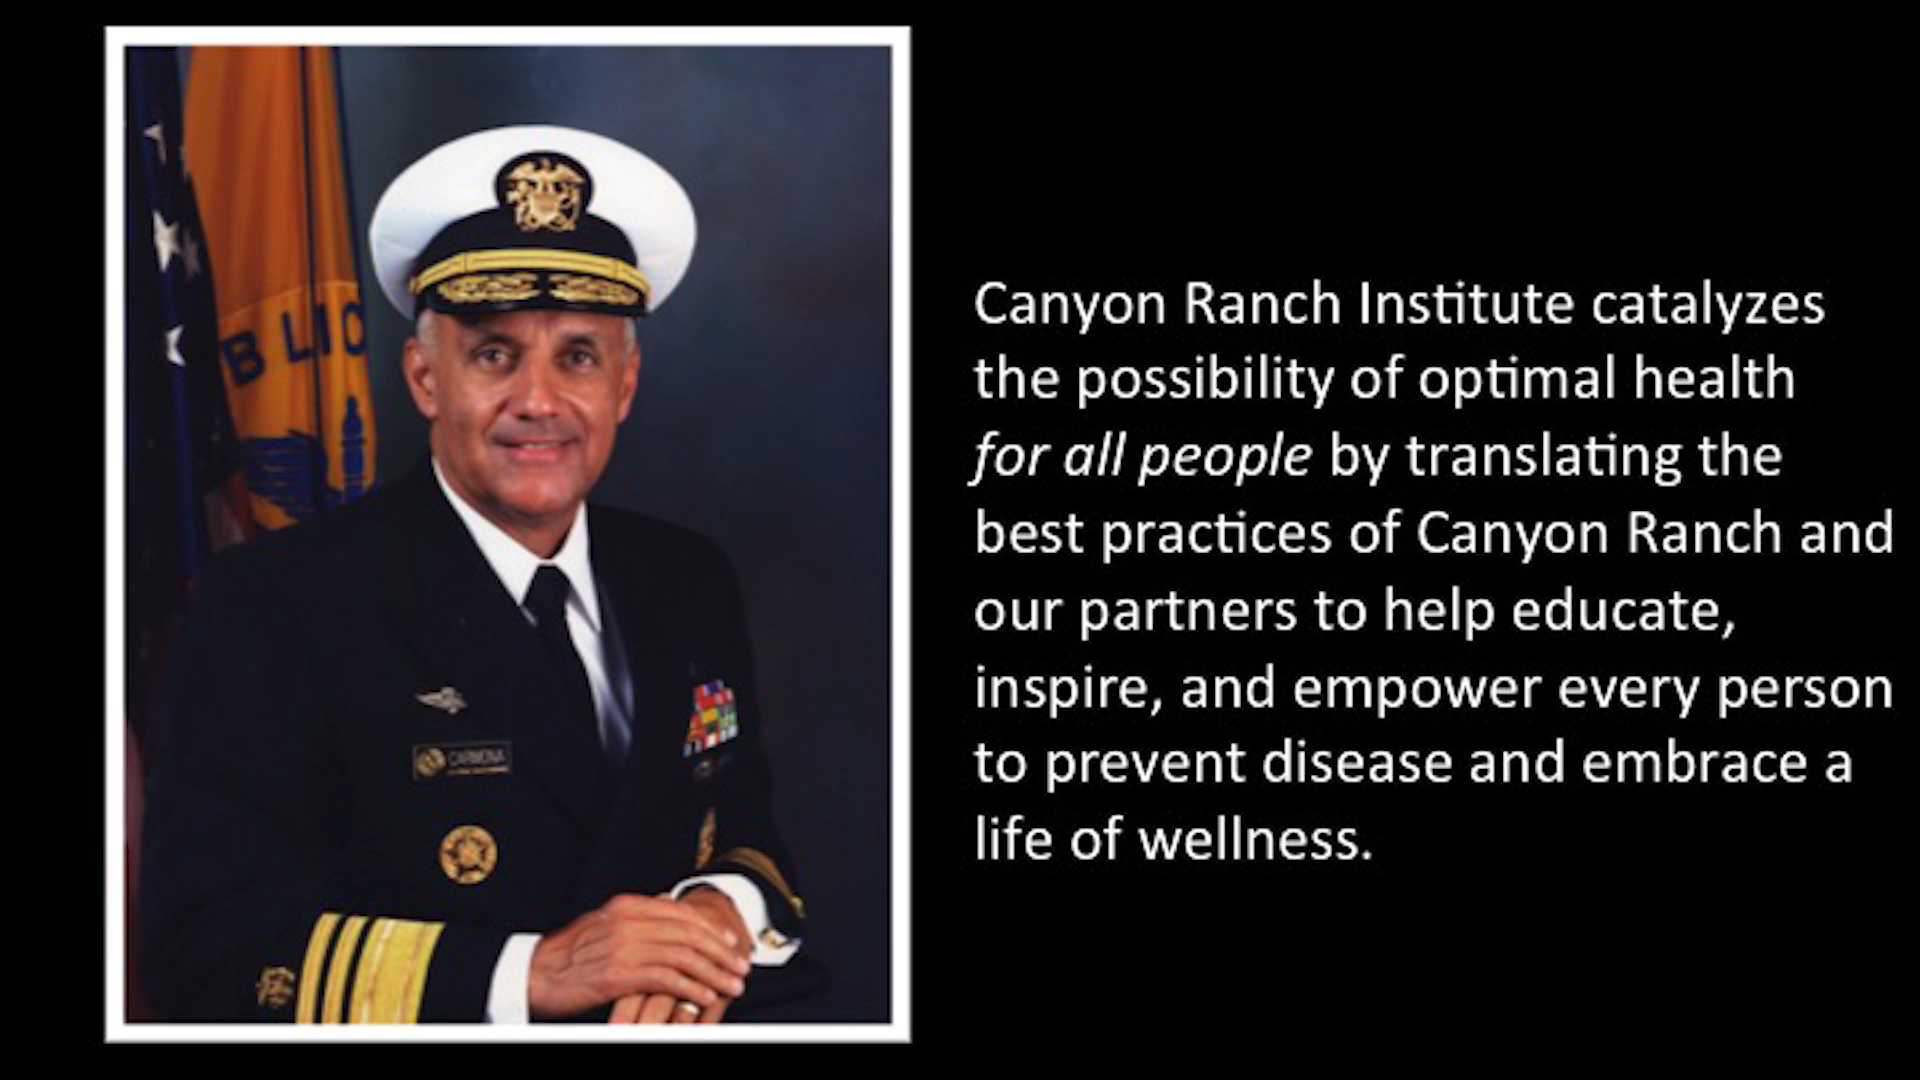 BLIC
CARMONA
Canyon Ranch Institute catalyzes
the possibility of optimal health
for all people by translating the
best practices of Canyon Ranch and
our partners to help educate,
inspire, and empower every person
to prevent disease and embrace a
life of wellness.